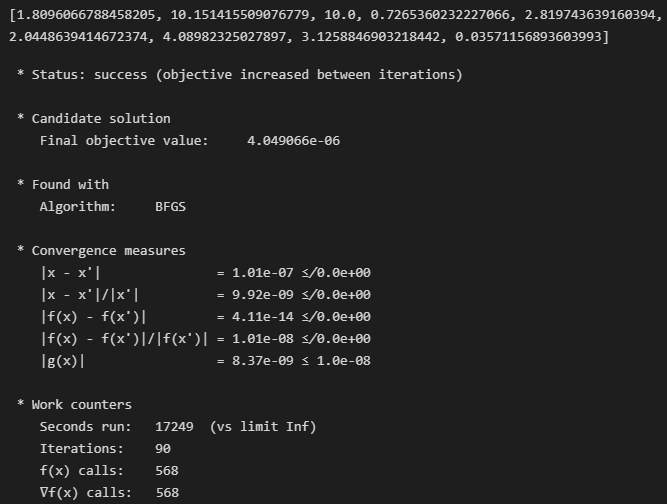 [1.8096066788458205, 10.151415509076779, 10.0, 0.7265360232227066, 2.819743639160394,
2.0448639414672374, 4.08982325027897, 3.1258846903218442, 0.03571156893603993]
* Status: success (objective increased between iterations)
* Candidate solution
Final objective value:     4.049066e-06
* Found with
Algorithm:     BFGS
* Convergence measures
|x - x'|               = 1.01e-07 ≰ 0.0e+00
|x - x'|/|x'|          = 9.92e-09 ≰ 0.0e+00
|f(x) - f(x')|         = 4.11e-14 ≰ 0.0e+00
|f(x) - f(x')|/|f(x')| = 1.01e-08 ≰ 0.0e+00
|g(x)|                 = 8.37e-09 ≤ 1.0e-08
* Work counters
Seconds run:   17249  (vs limit Inf)
Iterations:    90
f(x) calls:    568
∇f(x) calls:   568